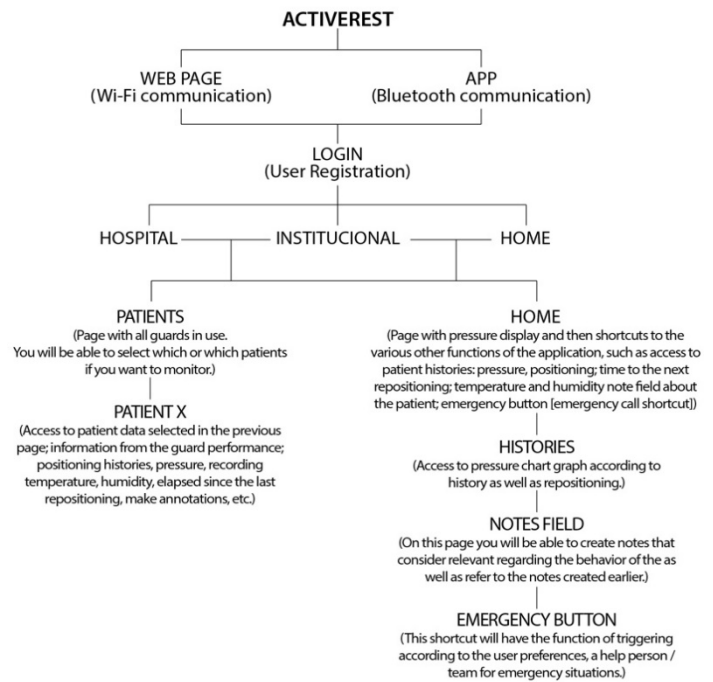 ACTIVEREST
WEB PAGE
(Wi-Fi communication)
APP
(Bluetooth communication)
LOGIN
(User Registration)
HOSPITAL
INSTITUCIONAL
HOME
PATIENTS
(Page with all guards in use.
You will be able to select which or which patients
if you want to monitor.)
PATIENT X
(Access to patient data selected in the previous
page; information from the guard performance;
positioning histories, pressure, recording
temperature, humidity, elapsed since the last
repositioning, make annotations, etc.)
HOME
(Page with pressure display and then shortcuts to the
various other functions of the application, such as access to
patient histories: pressure, positioning; time to the next
repositioning; temperature and humidity note field about
the patient; emergency button [emergency call shortcut])
HISTORIES
(Access to pressure chart graph according to
history as well as repositioning.)
NOTES FIELD
(On this page you will be able to create notes that
consider relevant regarding the behavior of the as
well as refer to the notes created earlier.)
EMERGENCY BUTTON
(This shortcut will have the function of triggering
according to the user preferences, a help person /
team for emergency situations.)